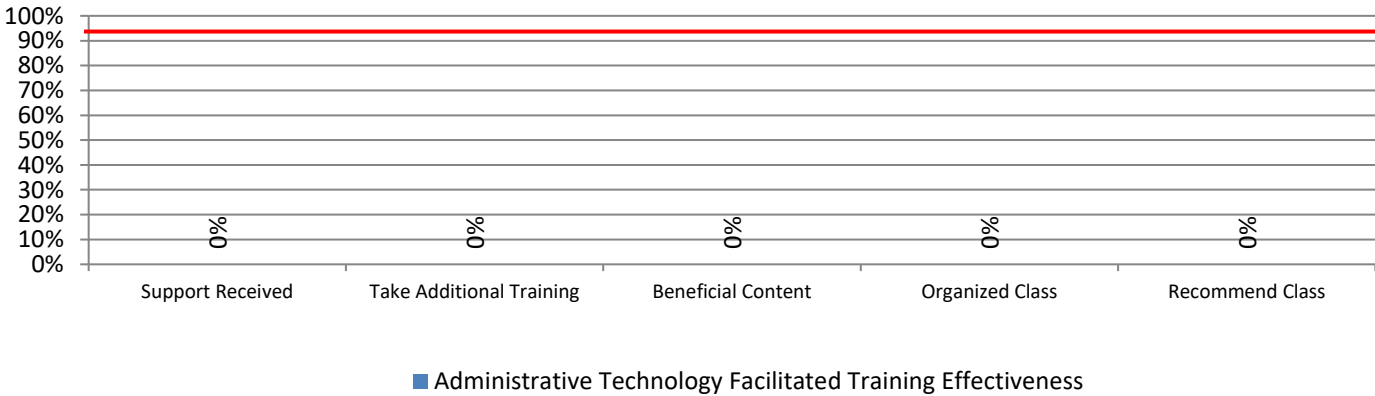 100%
90%
80%
70%
60%
50%
40%
30%
20%
10%
0%
0%
0%
0%
0%
0%
Support Received
Take Additional Training
Beneficial Content
Organized Class
Recommend Class
Administrative Technology Facilitated Training Effectiveness